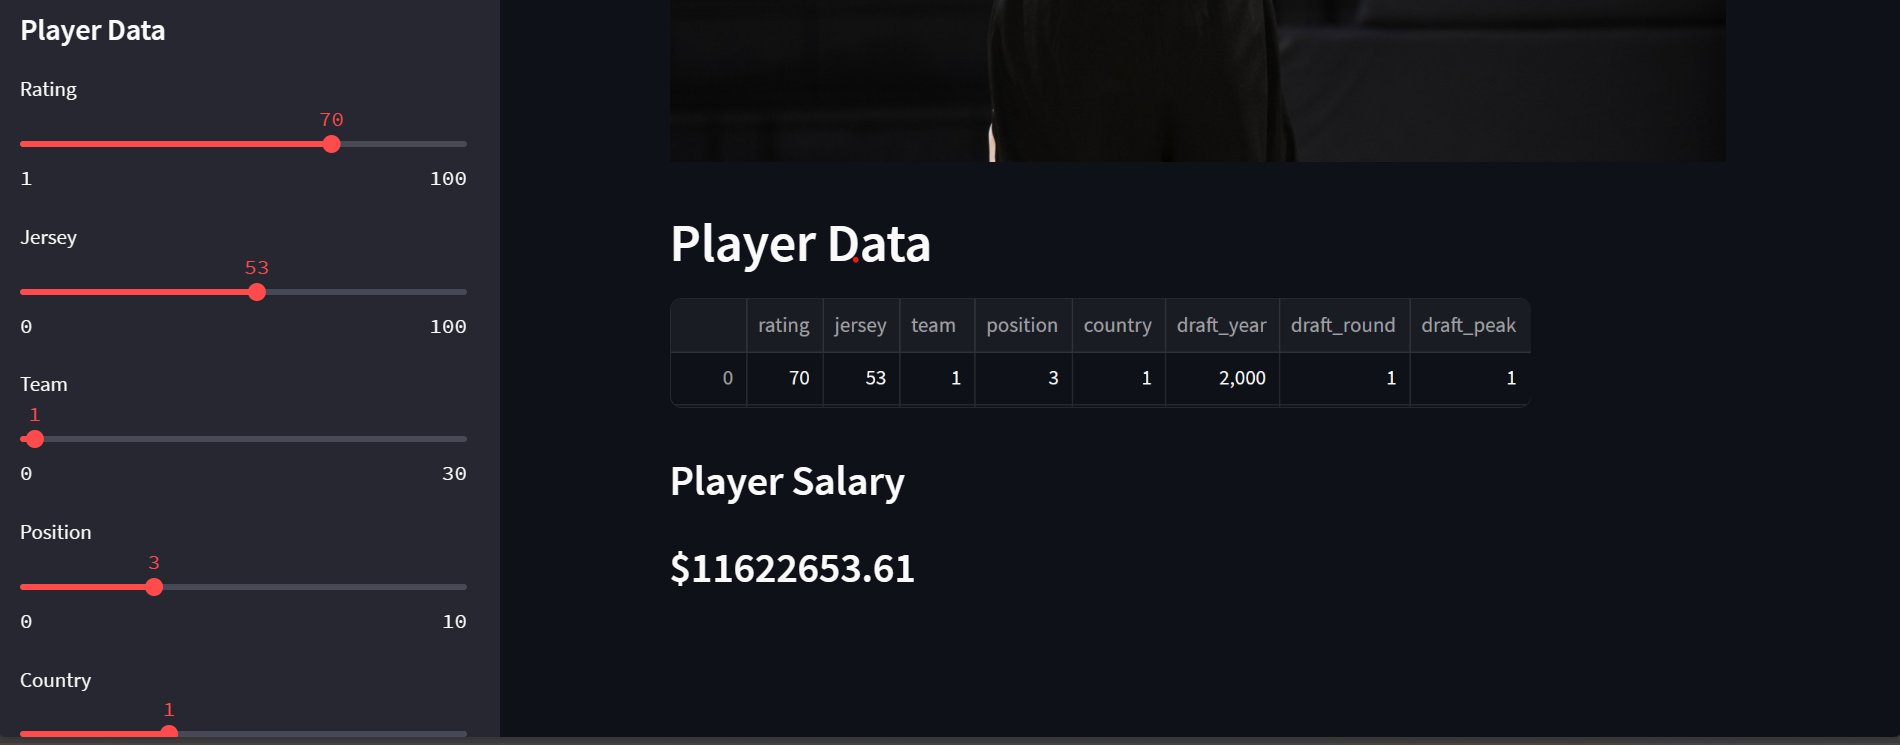 Player Data
Rating
70
1 100
Jersey
53
0 100
Team
1
0 30
Position
3
0 10
Country
1
Player Data
rating jersey team position country draft_year draft_round draft_peak
0 70 53 1 3 1 2,000 1 1
Player Salary
$11622653.61